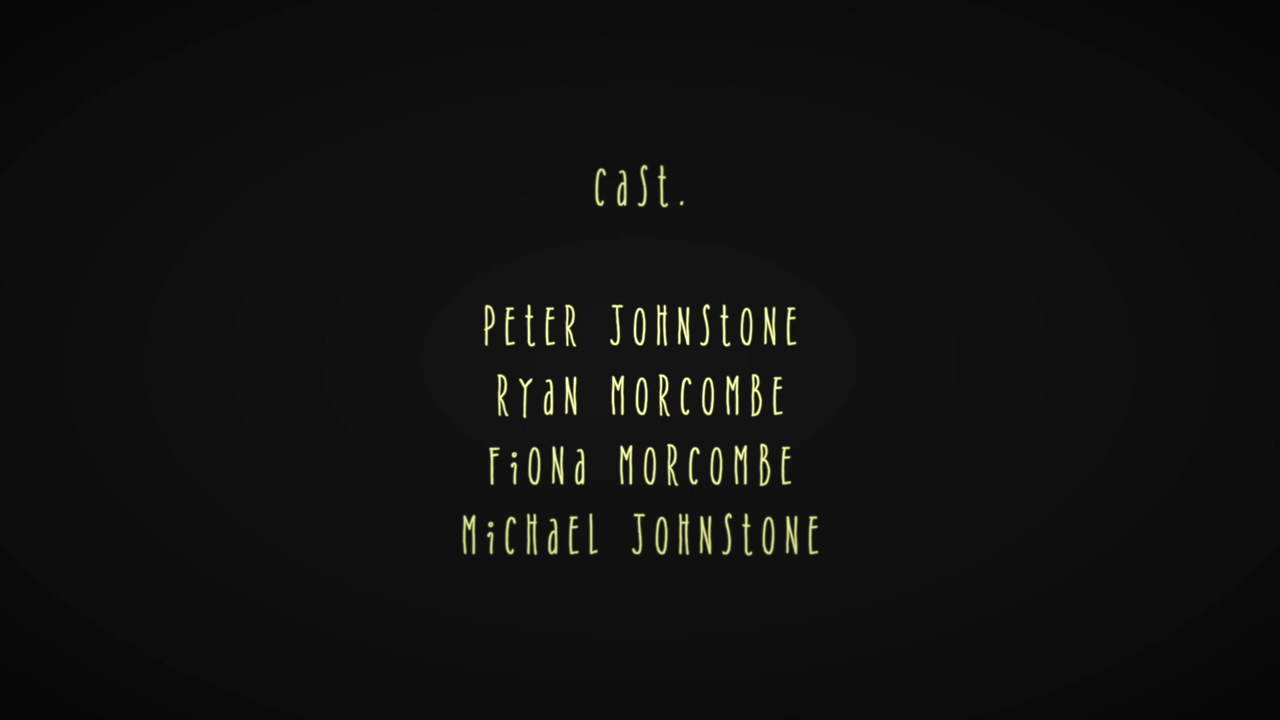 cast.
PEtER JOHNStONE
RYaN MORCOMBE
FiONa MORCOMBE
MiCHaEL JOHNStONE